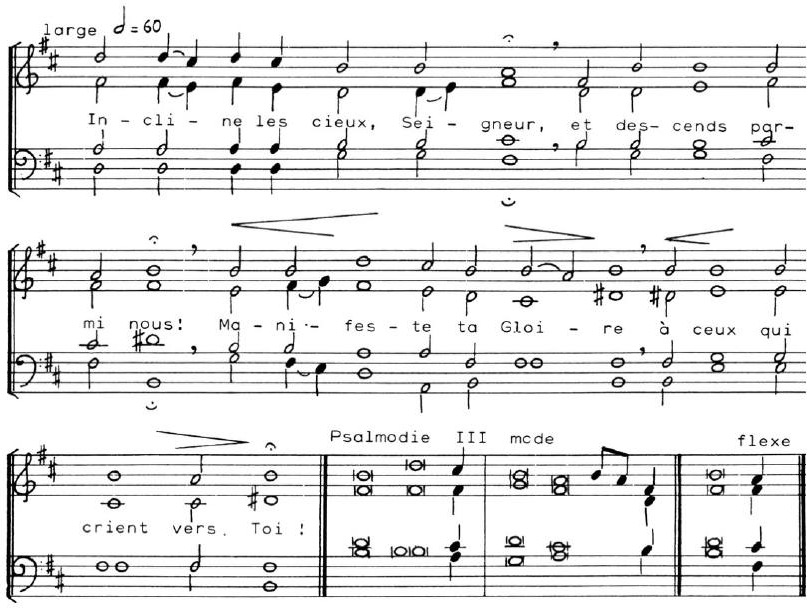 large 𝅗𝅥 = 60
In - cli - ne les cieux, Sei - gneur, et des- cends par-
mi nous! Ma - ni - fes - te ta Gloi - re à ceux qui
Psalmodie III mode flexe
crient vers Toi !